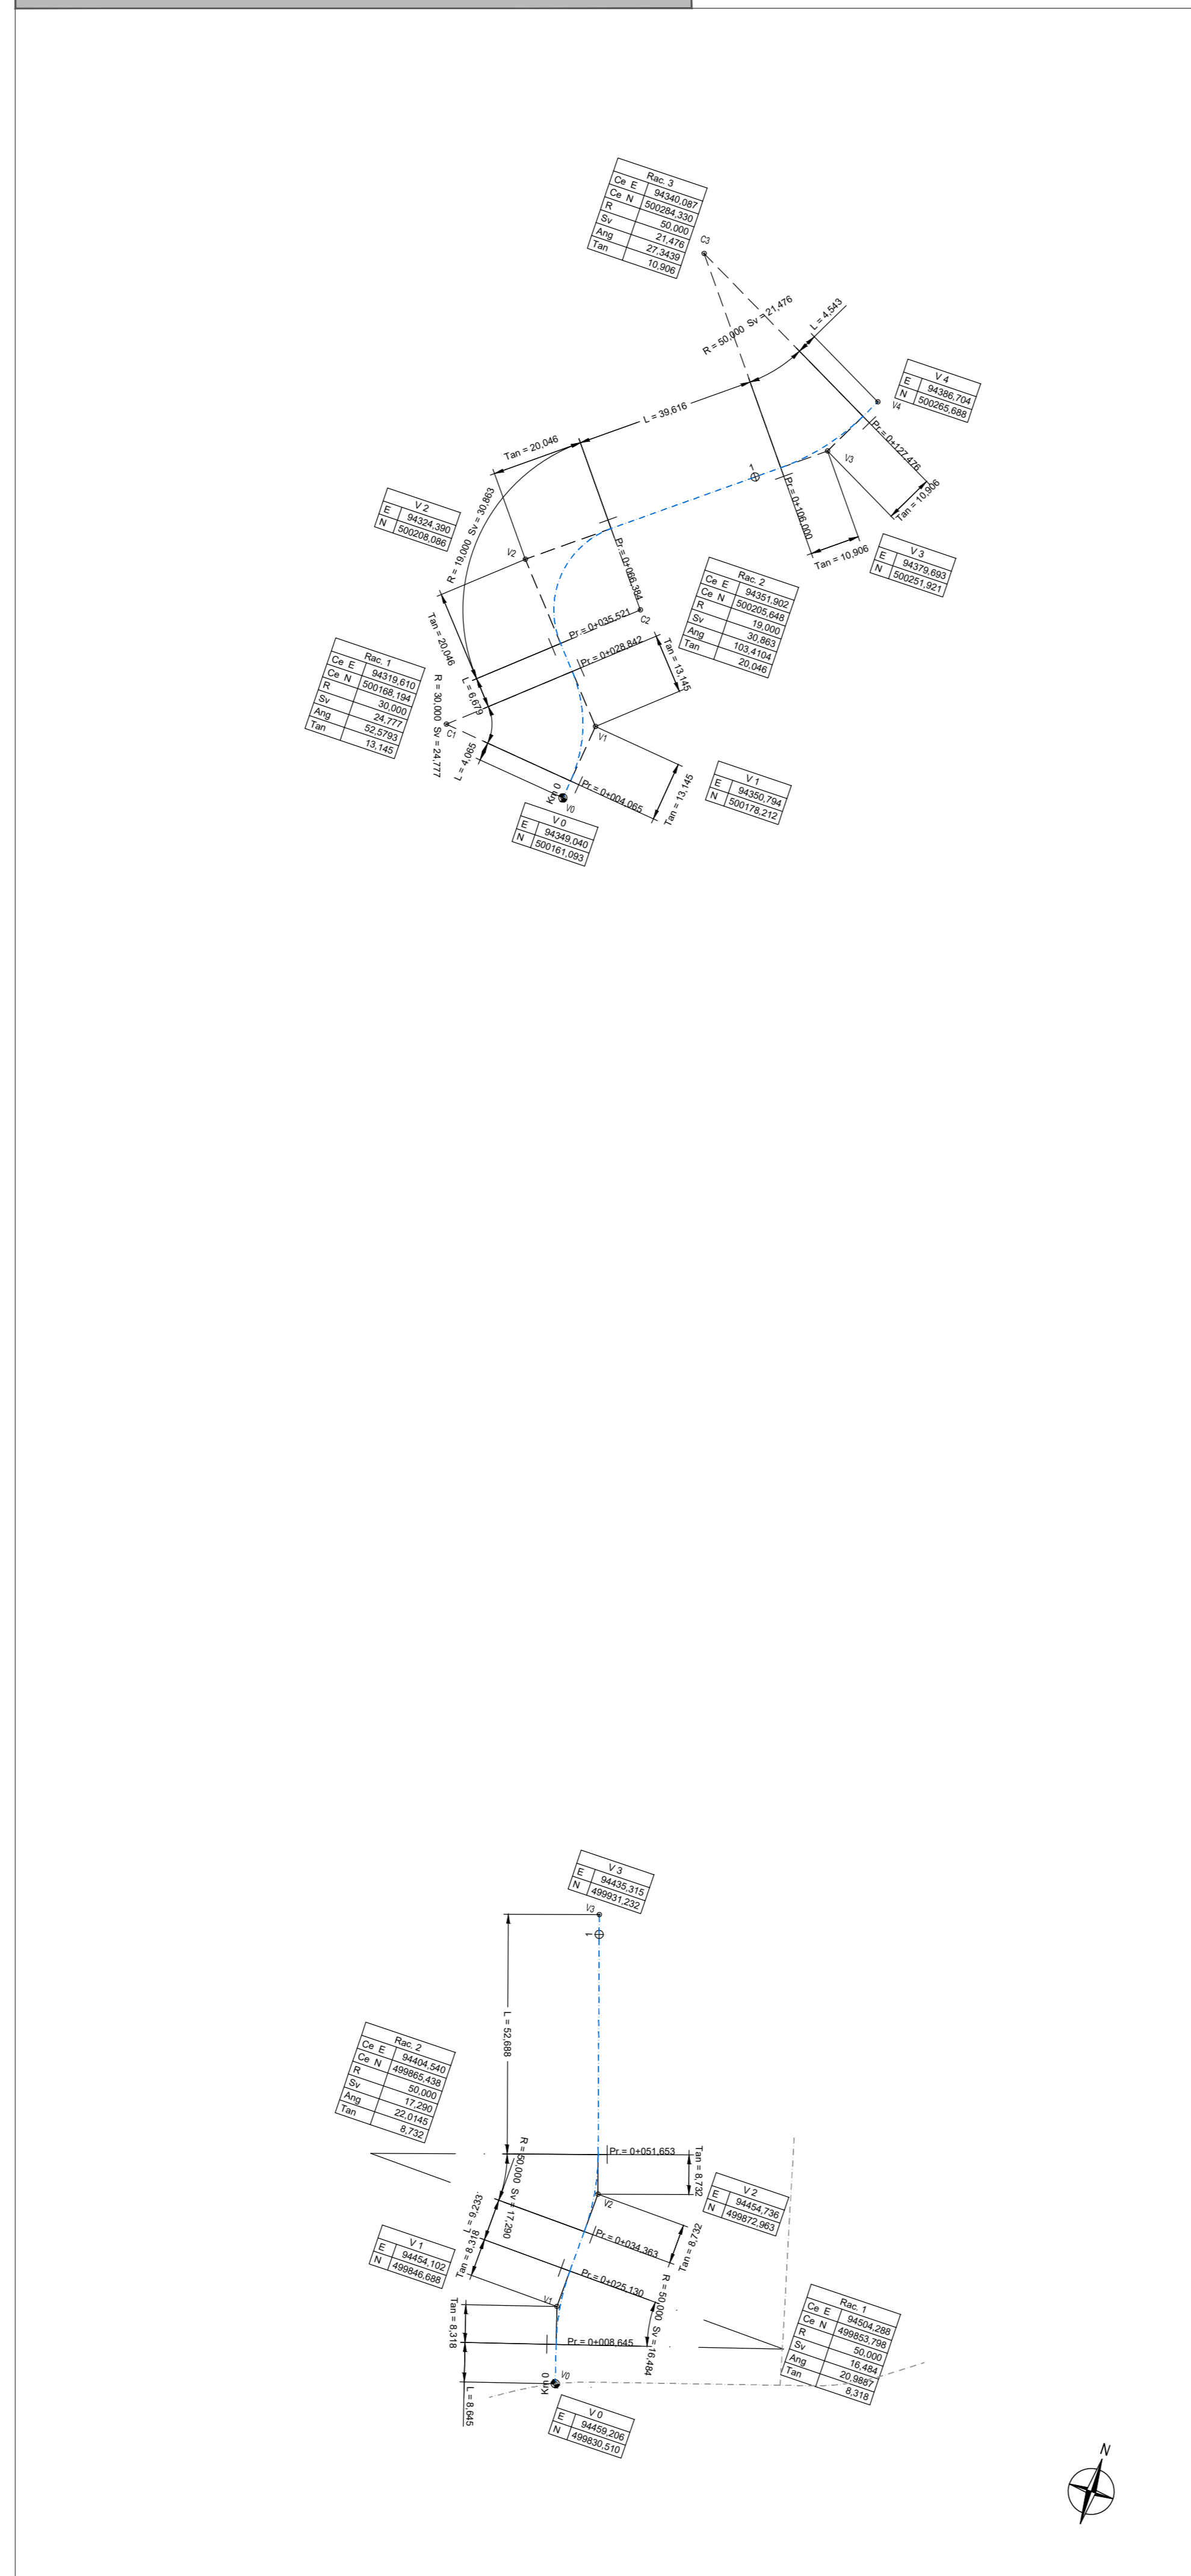 Rac. 3
Ce E 94340,087
Ce N 500284,330
R 50,000
Sv 21,476
Ang 27,3439
Tan 10,906
C3
R = 50,000 Sv = 21,476
L = 4,543
V 4
E 94386,704
N 500265,688
V4
L = 39,616
Tan = 20,046
Pr.= 0+127,476
V3
1
Tan = 10,906
Pr.= 0+106,000
Tan = 10,906
V 3
E 94379,693
N 500251,921
V 2
E 94324,390
N 500208,086
R = 19,000 Sv = 30,863
V2
Pr.= 0+066,384
Rac. 2
Ce E 94351,902
Ce N 500205,648
R 19,000
Sv 30,863
Ang 103,4104
Tan 20,046
Tan = 20,046
Pr.= 0+035,521
C2
Pr.= 0+028,842
Tan = 13,145
Rac. 1
Ce E 94319,610
Ce N 500168,194
R 30,000
Sv 24,777
Ang 52,5793
Tan 13,145
L = 6,679
R = 30,000 Sv = 24,777
C1
V1
L = 4,065
Pr.= 0+004,065
Tan = 13,145
V 1
E 94350,794
N 500178,212
Km 0
V0
V 0
E 94349,040
N 500161,093
V 3
E 94435,315
N 499931,232
V3
1
L = 52,688
Rac. 2
Ce E 94404,540
Ce N 499865,438
R 50,000
Sv 17,290
Ang 22,0145
Tan 8,732
R = 50,000 Sv = 17,290
Pr.= 0+051,653
Tan = 8,732
V 2
E 94454,736
N 499872,963
V2
L = 9,233
Pr.= 0+034,363
Tan = 8,732
Tan = 8,318
V 1
E 94454,102
N 499846,688
Pr.= 0+025,130
V1
R = 50,000 Sv = 16,484
Tan = 8,318
Pr.= 0+008,645
Rac. 1
Ce E 94504,288
Ce N 499853,798
R 50,000
Sv 16,484
Ang 20,9887
Tan 8,318
Km 0
V0
L = 8,645
V 0
E 94459,206
N 499830,510
N